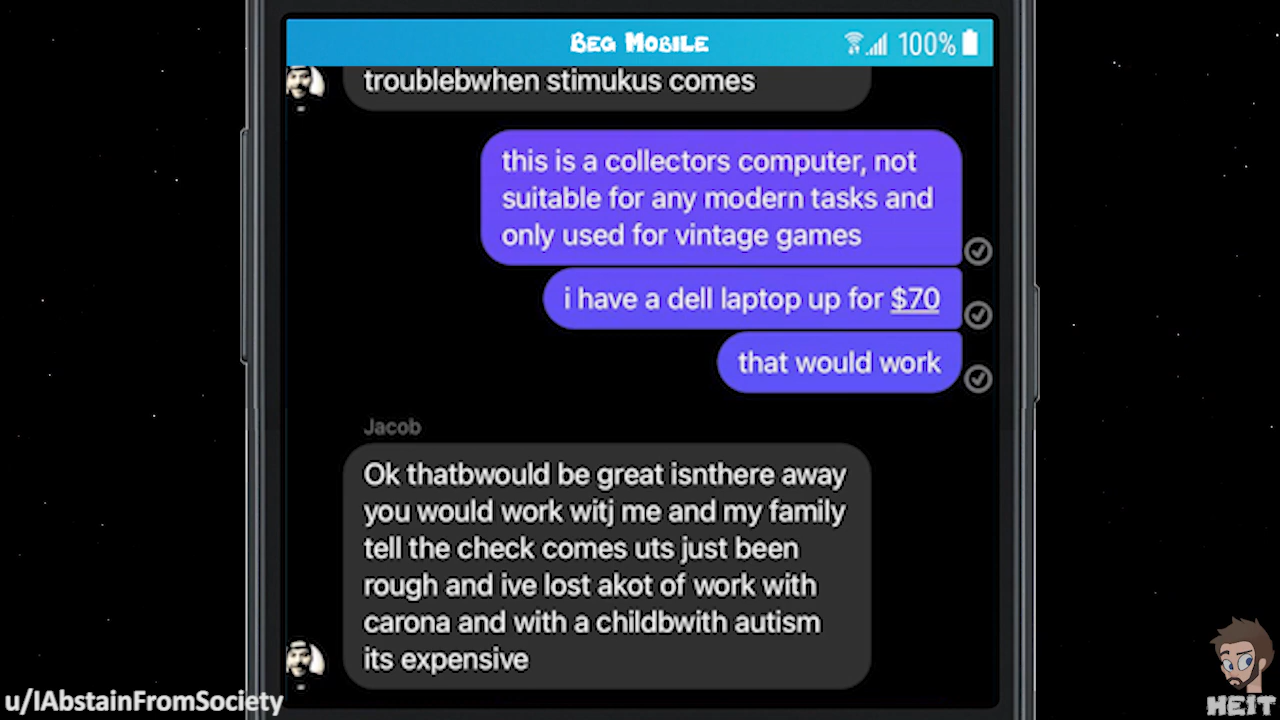 BEG MOBILE
100%
troublebwhen stimukus comes
this is a collectors computer, not
suitable for any modern tasks and
only used for vintage games
i have a dell laptop up for $70
that would work
Jacob
Ok thatbwould be great isnthere away
you would work witj me and my family
tell the check comes uts just been
rough and ive lost akot of work with
carona and with a childbwith autism
its expensive
u/IAbstainFromSociety
HEIT